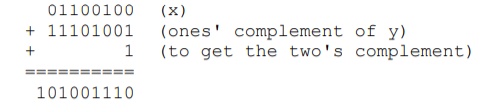 01100100 (x)
+ 11101001 (ones' complement of y)
+ 1 (to get the two's complement)
==========
101001110